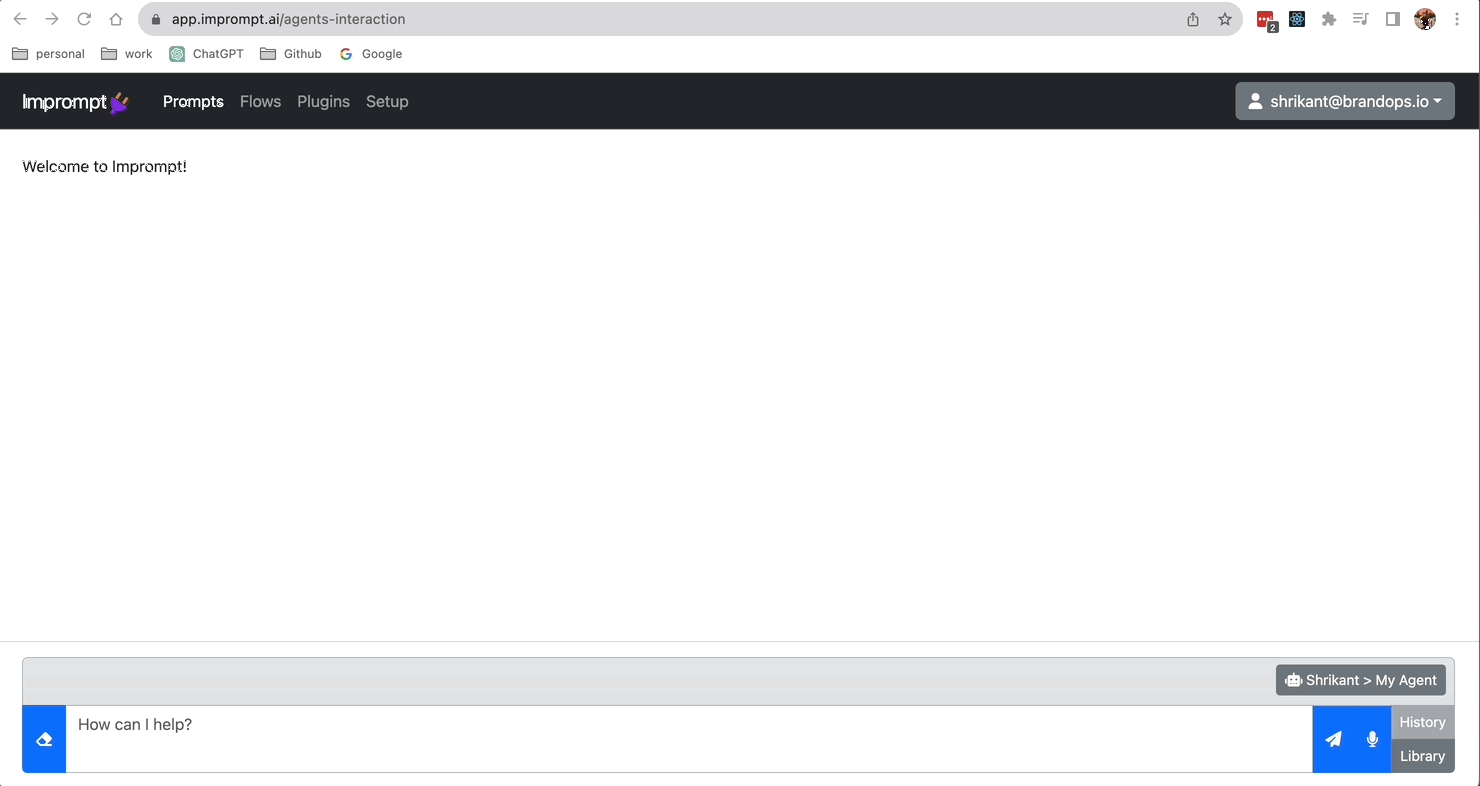 app.imprompt.ai/agents-interaction
2
personal work ChatGPT Github Google
Imprompt Prompts Flows Plugins Setup shrikant@brandops.io
Welcome to Imprompt!
Shrikant > My Agent
How can I help?
History
Library